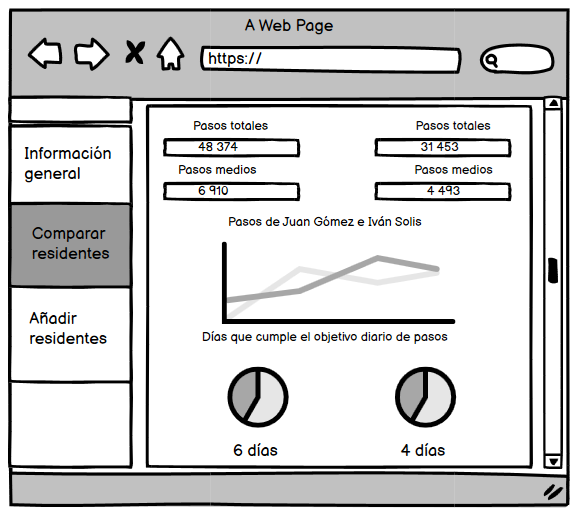 A Web Page
https://
Información
general
Comparar
residentes
Añadir
residentes
Pasos totales
Pasos totales
48 374
31 453
Pasos medios
Pasos medios
6 910
4 493
Pasos de Juan Gómez e Iván Solis
Días que cumple el objetivo diario de pasos
6 días
4 días